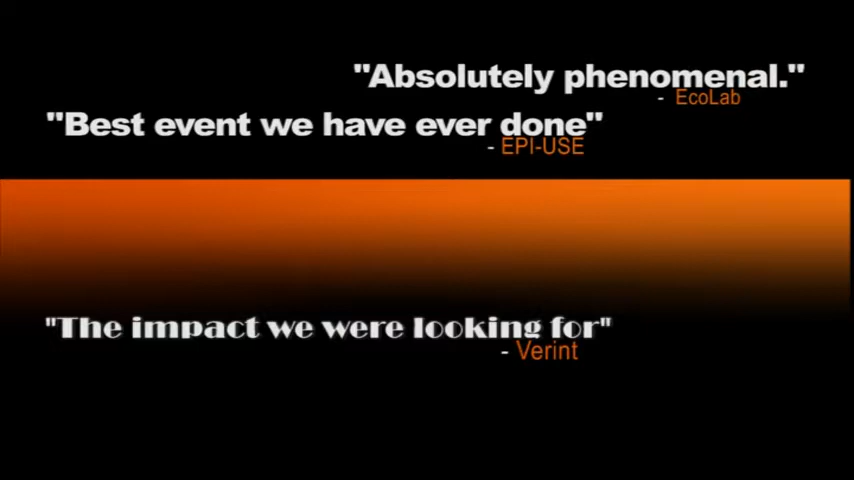 "Absolutely phenomenal."
- EcoLab
"Best event we have ever done"
- EPI-USE
"The impact we were looking for"
- Verint